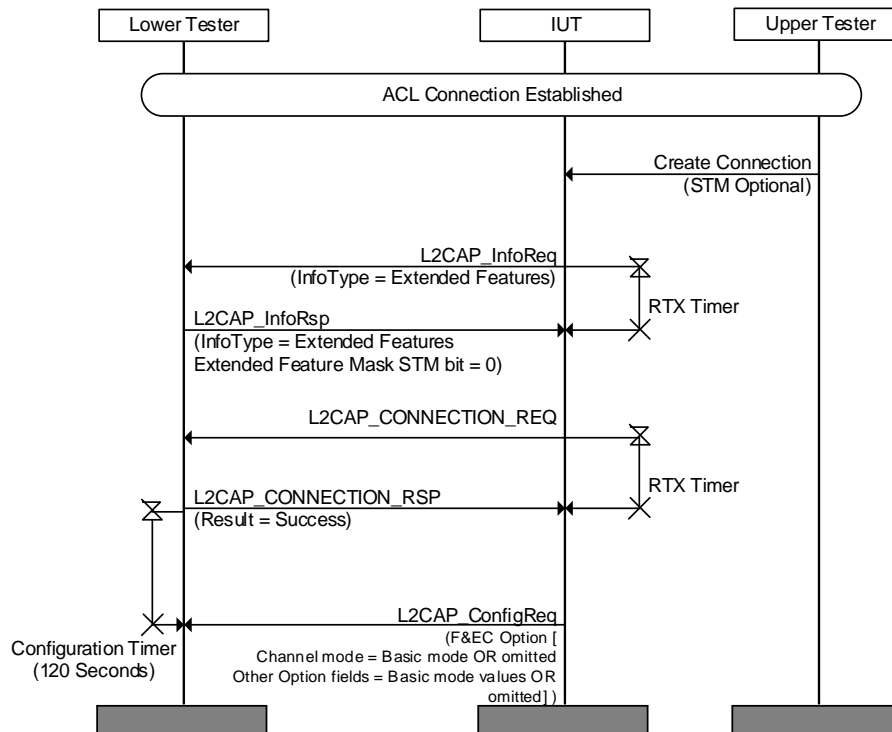 Lower Tester
IUT
Upper Tester
ACL Connection Established
Create Connection
(STM Optional)
L2CAP_InfoReq
(InfoType = Extended Features)
RTX Timer
L2CAP_InfoRsp
(InfoType = Extended Features
Extended Feature Mask STM bit = 0)
L2CAP_CONNECTION_REQ
RTX Timer
L2CAP_CONNECTION_RSP
(Result = Success)
L2CAP_ConfigReq
(F&EC Option [
Channel mode = Basic mode OR omitted
Other Option fields = Basic mode values OR
omitted] )
Configuration Timer
(120 Seconds)